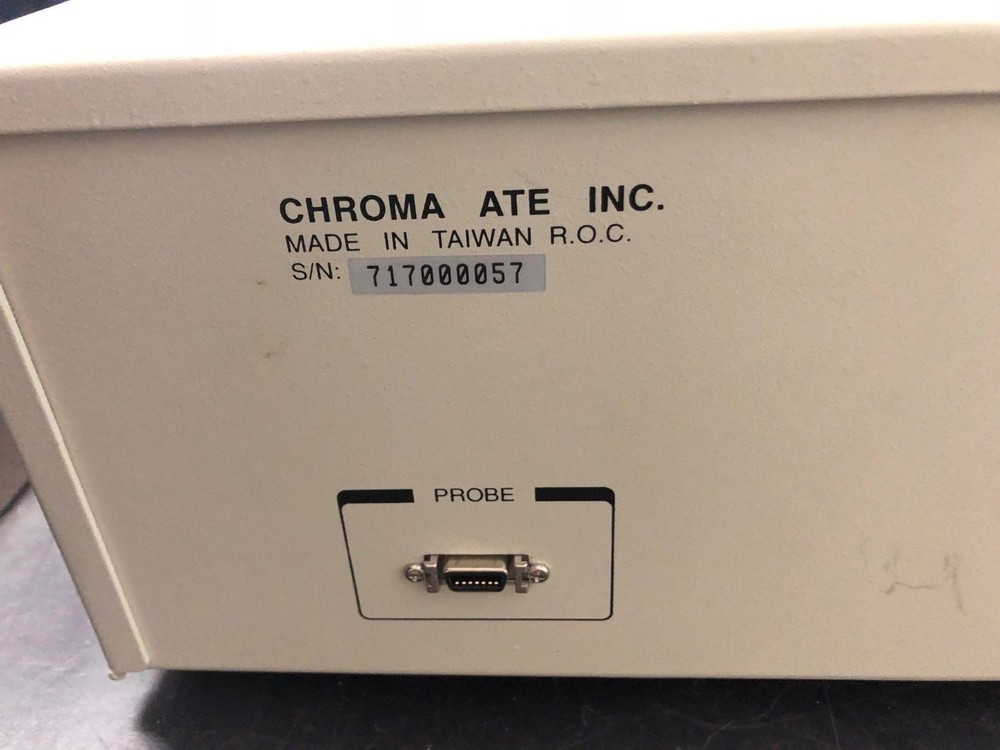 CHROMA ATE INC.
MADE IN TAIWAN R.O.C.
S/N: 717000057
PROBE